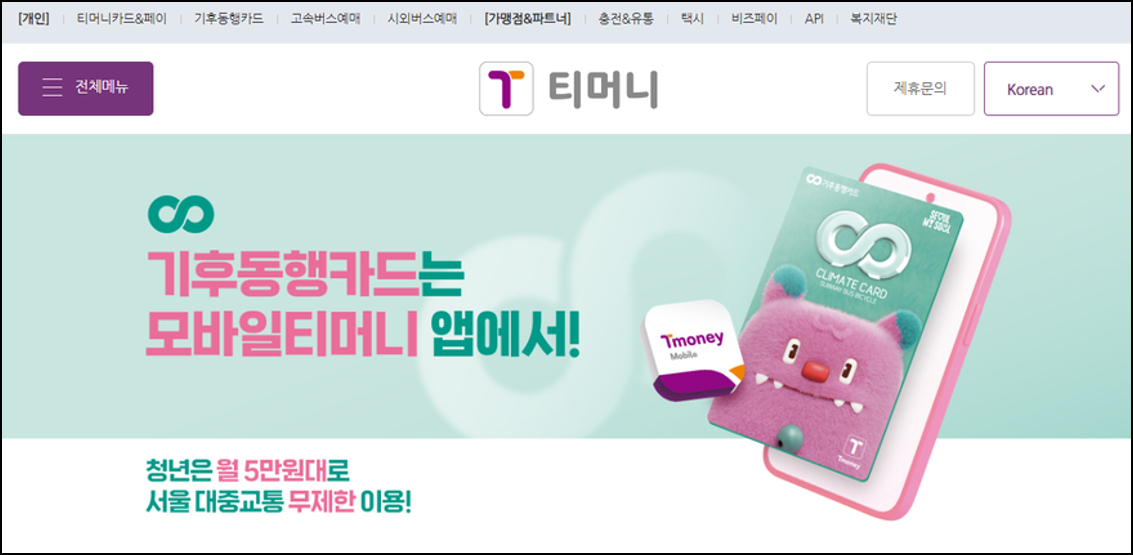 [개인] 티머니카드&페이 기후동행카드 고속버스예매 시외버스예매 [가맹점&파트너] 충전&유통 택시 비즈페이 API 복지재단
전체메뉴
T 티머니
제휴문의
Korean
기후동행카드는
모바일티머니 앱에서!
청년은 월 5만원대로
서울 대중교통 무제한 이용!
Tmoney
Mobile
기후동행카드
SEOUL
MY SOUL
CLIMATE CARD
SUBWAY BUS BICYCLE
T
Tmoney